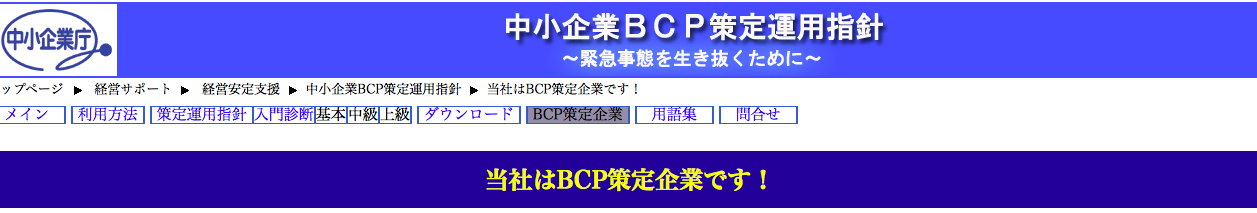 中小企業庁
中小企業BCP策定運用指針
～緊急事態を生き抜くために～
ップページ ▶ 経営サポート ▶ 経営安定支援 ▶ 中小企業BCP策定運用指針 ▶ 当社はBCP策定企業です！
メイン 利用方法 策定運用指針 入門診断 基本 中級 上級 ダウンロード BCP策定企業 用語集 問合せ
当社はBCP策定企業です！